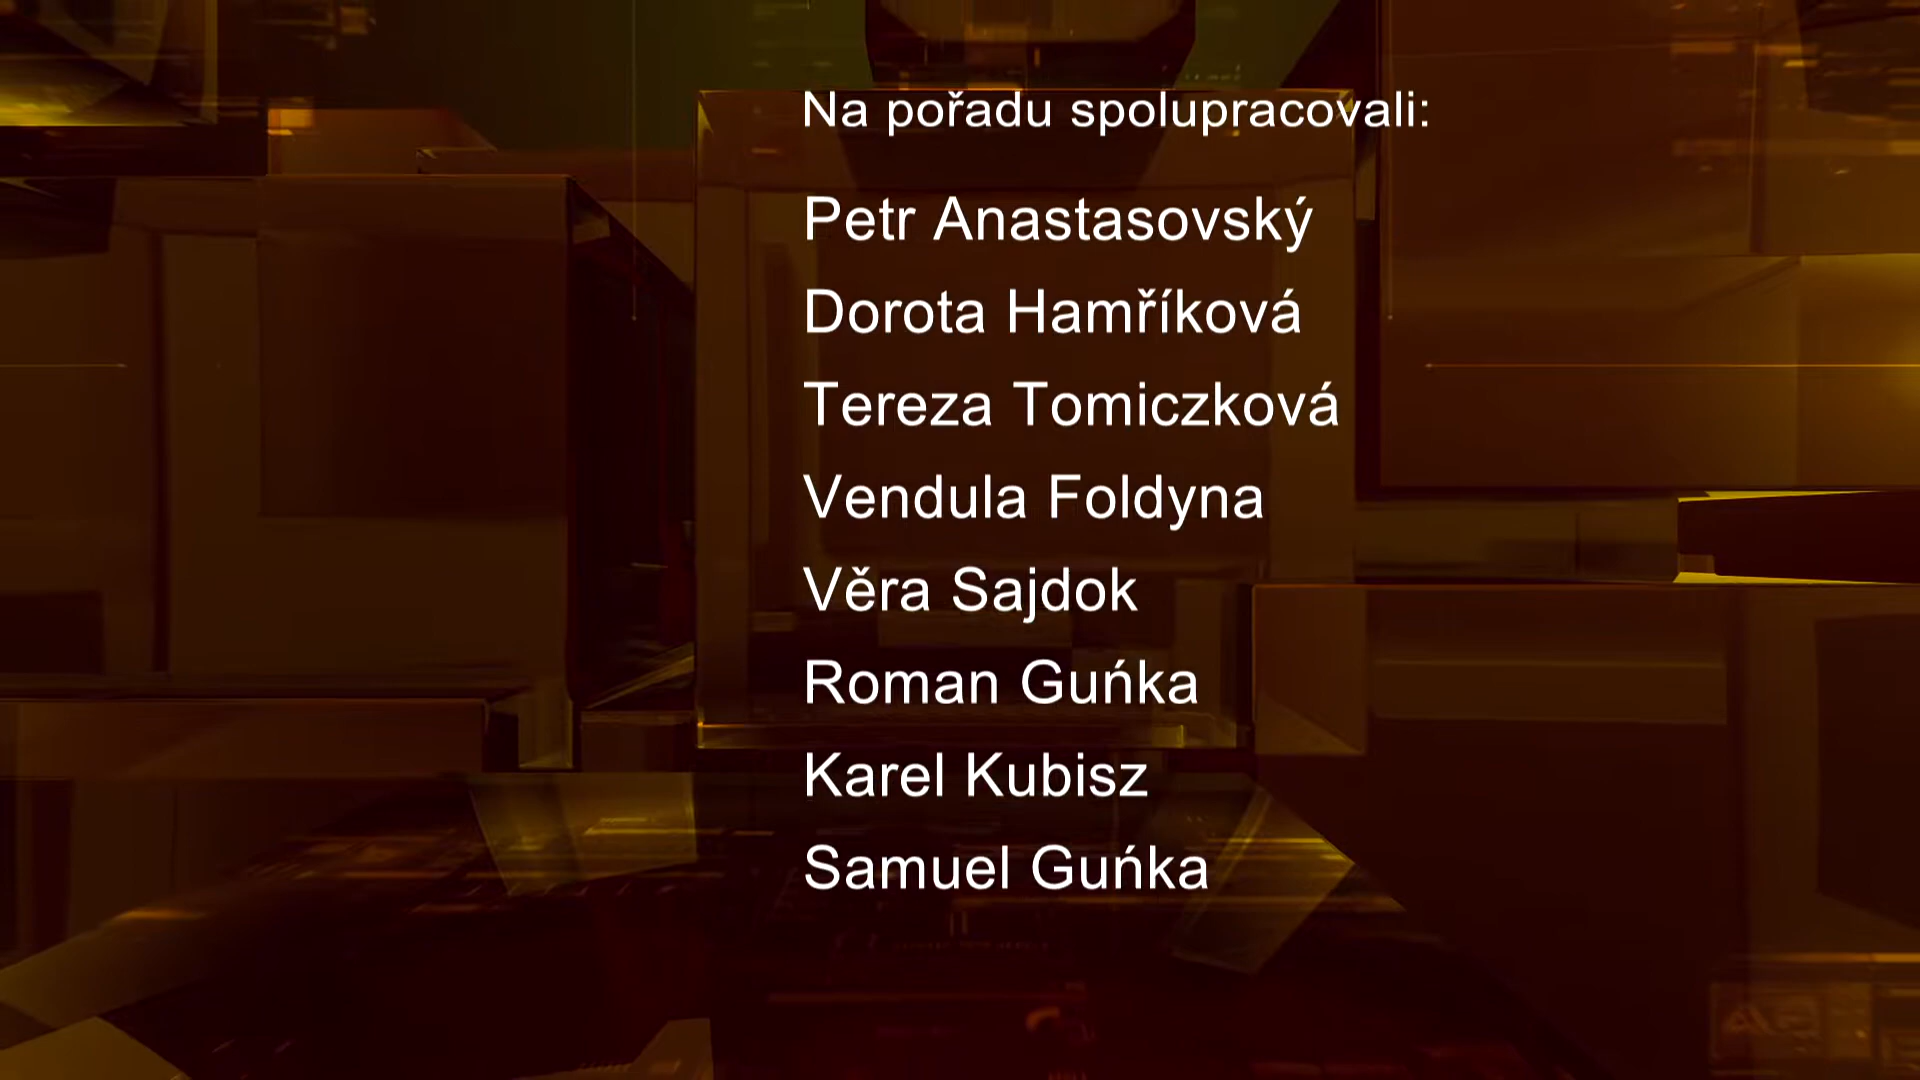 Na pořadu spolupracovali:
Petr Anastasovský
Dorota Hamříková
Tereza Tomiczková
Vendula Foldyna
Věra Sajdok
Roman Guńka
Karel Kubisz
Samuel Guńka